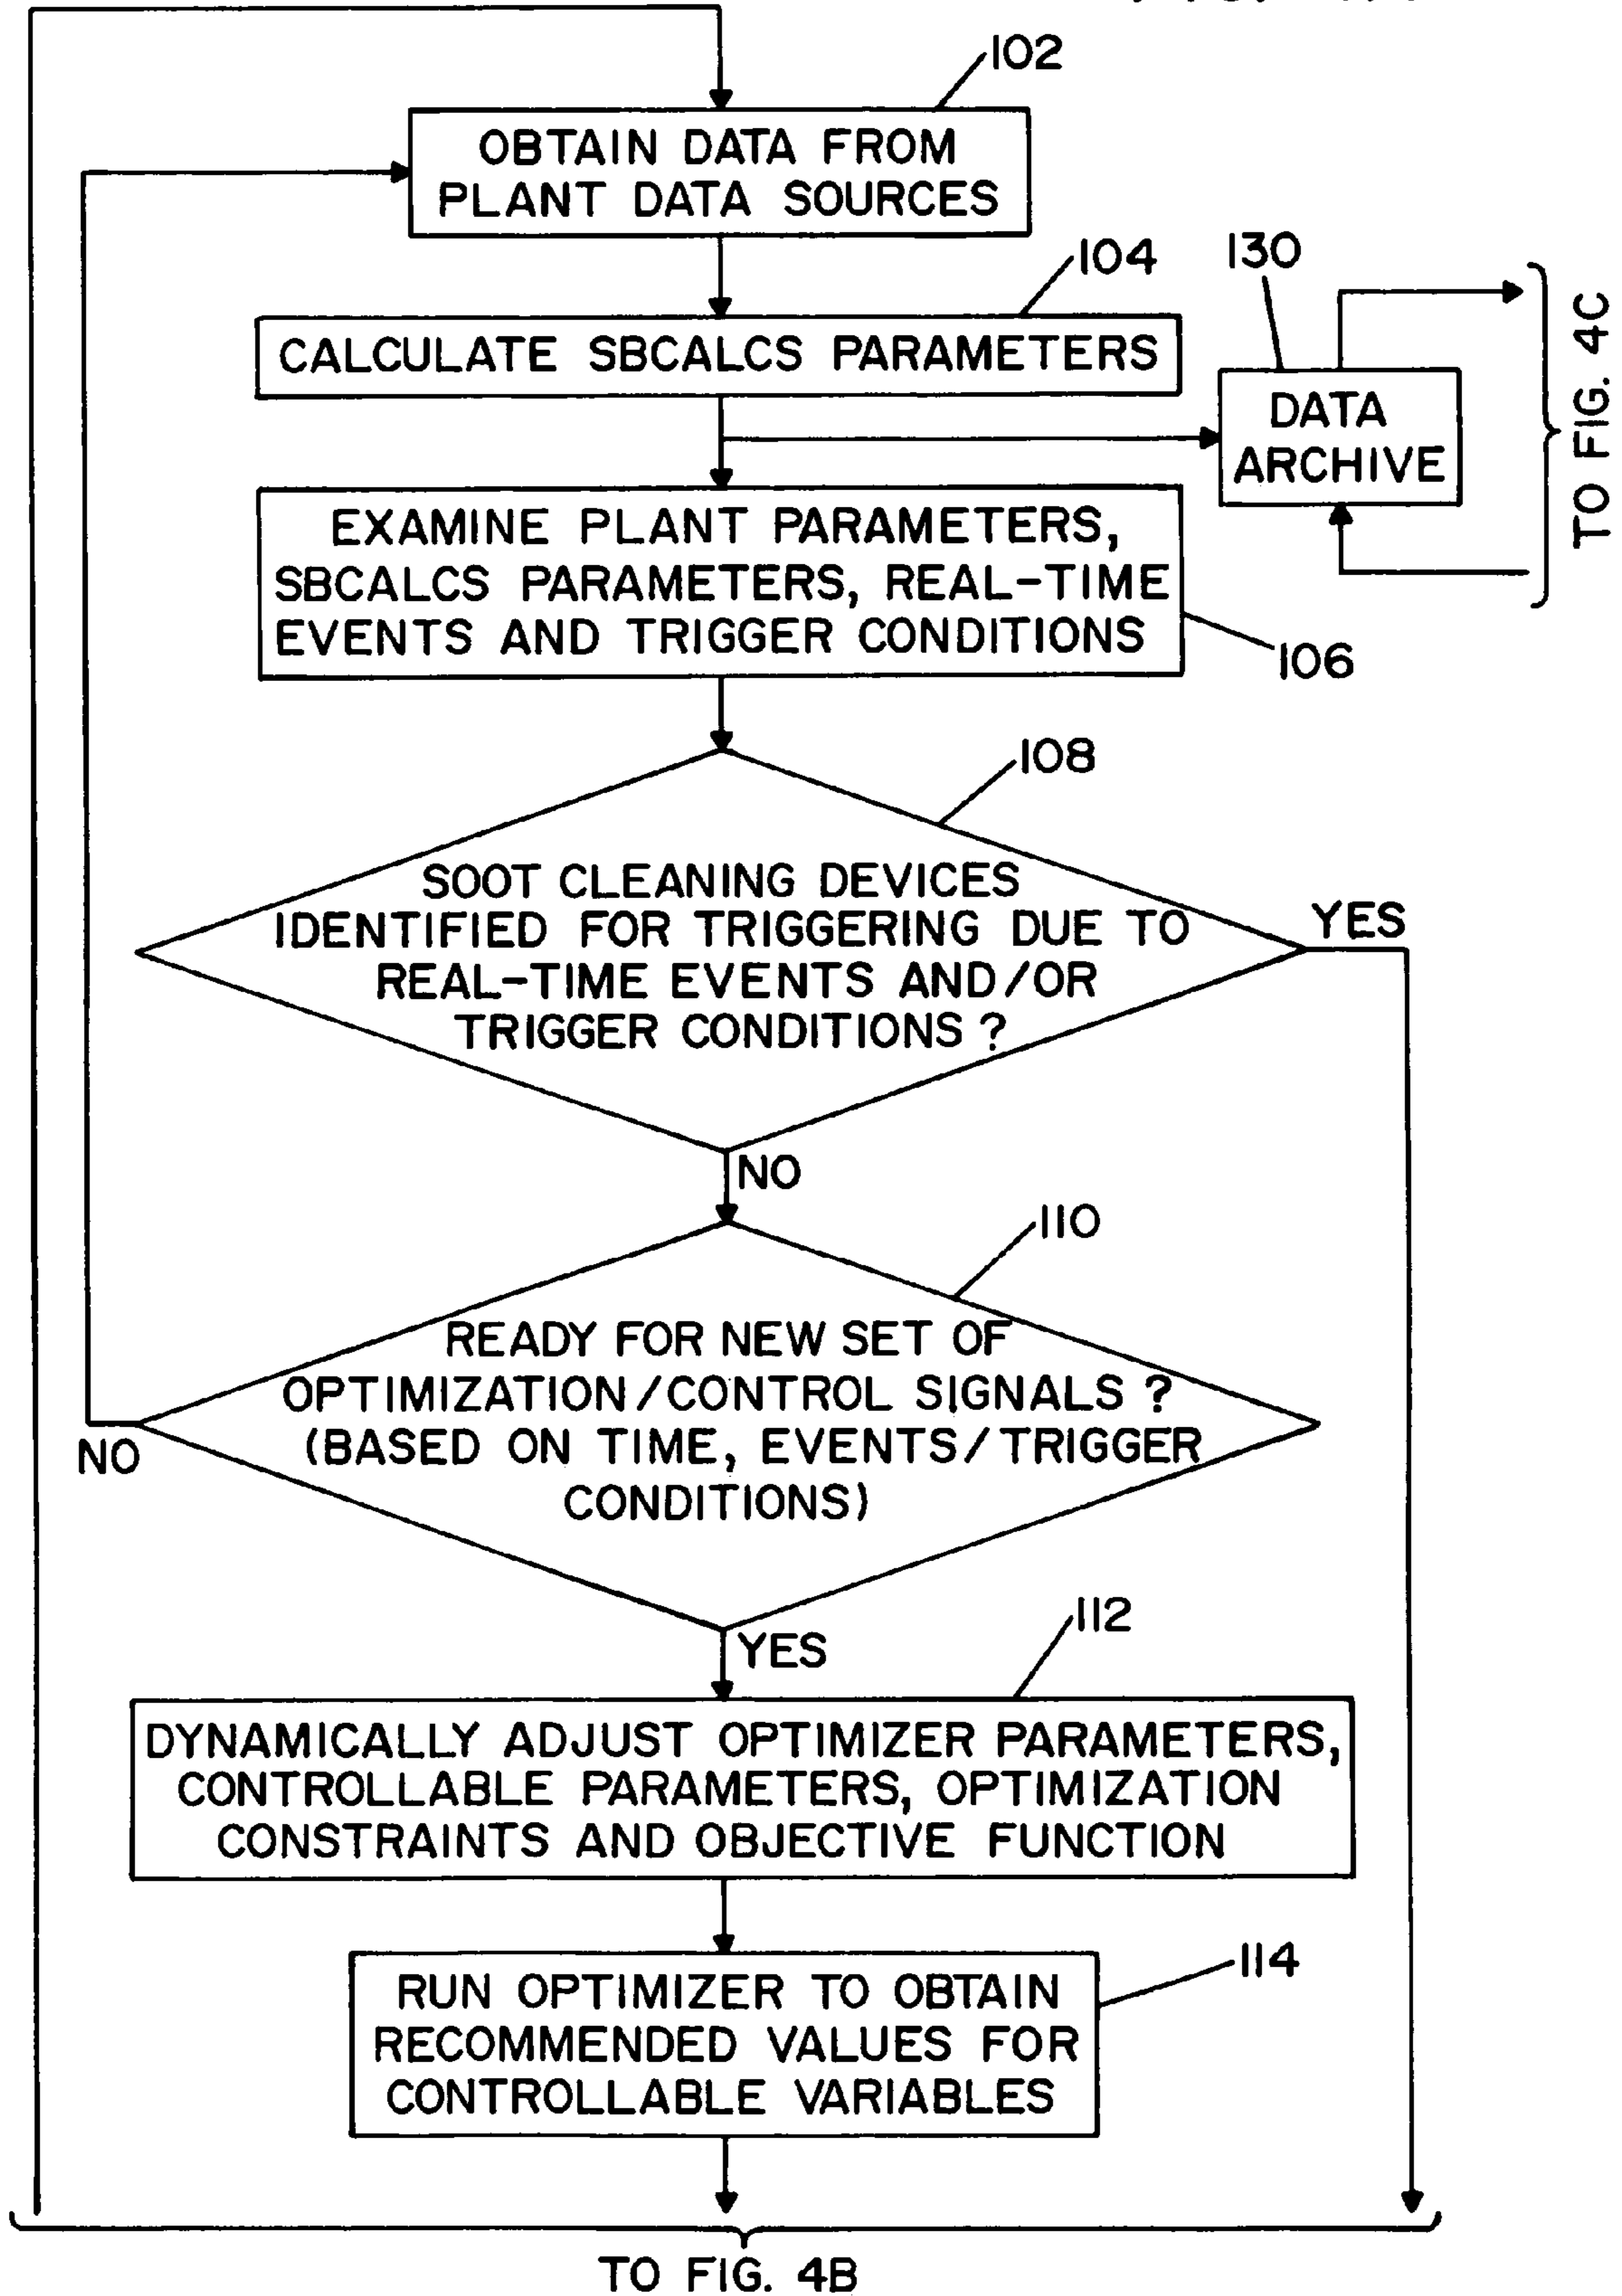 102
OBTAIN DATA FROM
PLANT DATA SOURCES
104
CALCULATE SBCALCS PARAMETERS
130
DATA
ARCHIVE
TO FIG. 4C
EXAMINE PLANT PARAMETERS,
SBCALCS PARAMETERS, REAL-TIME
EVENTS AND TRIGGER CONDITIONS
106
108
SOOT CLEANING DEVICES
IDENTIFIED FOR TRIGGERING DUE TO
REAL-TIME EVENTS AND/OR
TRIGGER CONDITIONS ?
YES
NO
110
READY FOR NEW SET OF
OPTIMIZATION/CONTROL SIGNALS ?
(BASED ON TIME, EVENTS/TRIGGER
CONDITIONS)
NO
YES
112
DYNAMICALLY ADJUST OPTIMIZER PARAMETERS,
CONTROLLABLE PARAMETERS, OPTIMIZATION
CONSTRAINTS AND OBJECTIVE FUNCTION
114
RUN OPTIMIZER TO OBTAIN
RECOMMENDED VALUES FOR
CONTROLLABLE VARIABLES
TO FIG. 4B